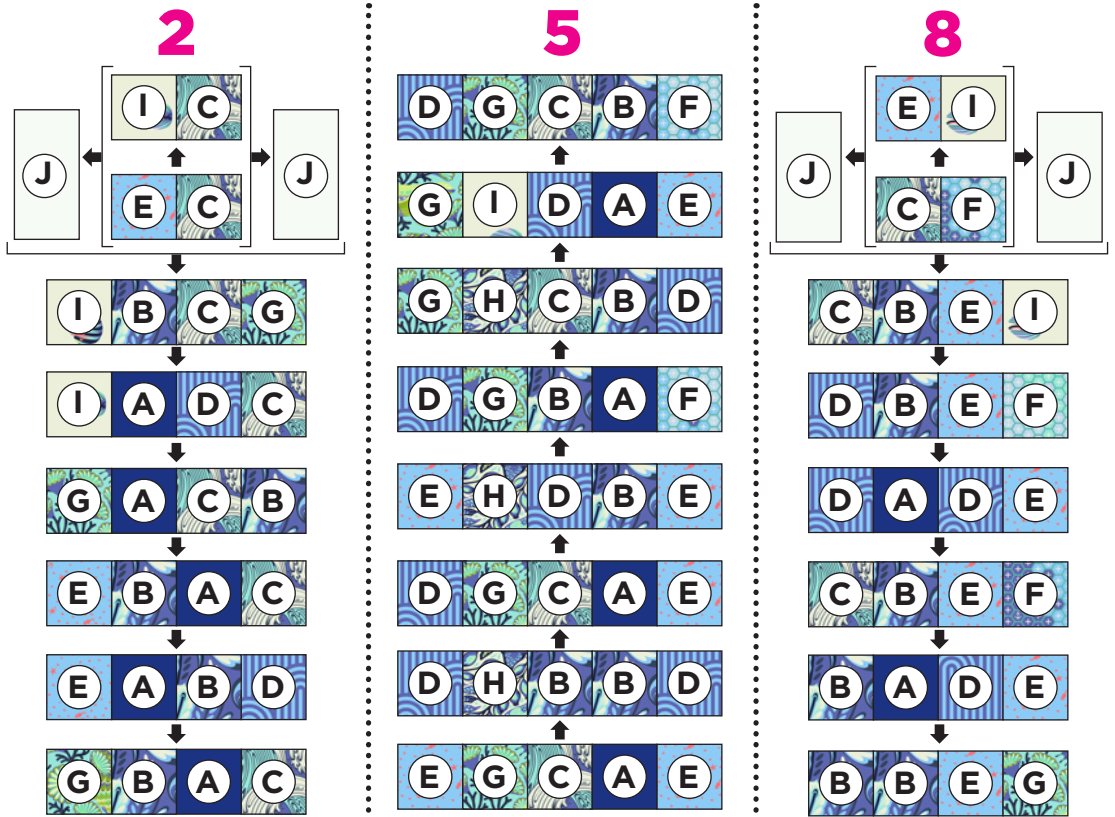 2
I C
J J
E C
I B C G
I A D C
G A C B
E B A C
E A B D
G B A C
5
D G C B F
G I D A E
G H C B D
D G B A F
E H D B E
D G C A E
D H B B D
E G C A E
8
E I
J J
C F
C B E I
D B E F
D A D E
C B E F
B A D E
B B E G